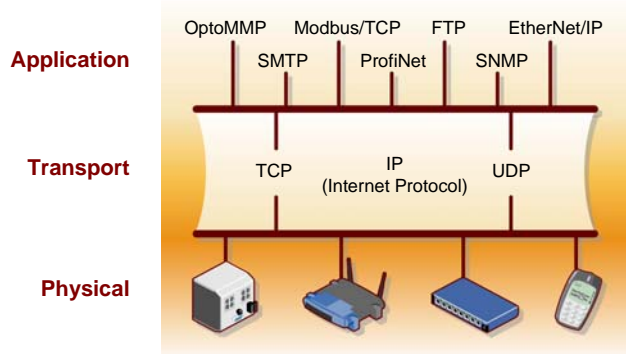 OptoMMP Modbus/TCP FTP EtherNet/IP
Application
SMTP ProfiNet SNMP
Transport
TCP IP UDP
(Internet Protocol)
Physical